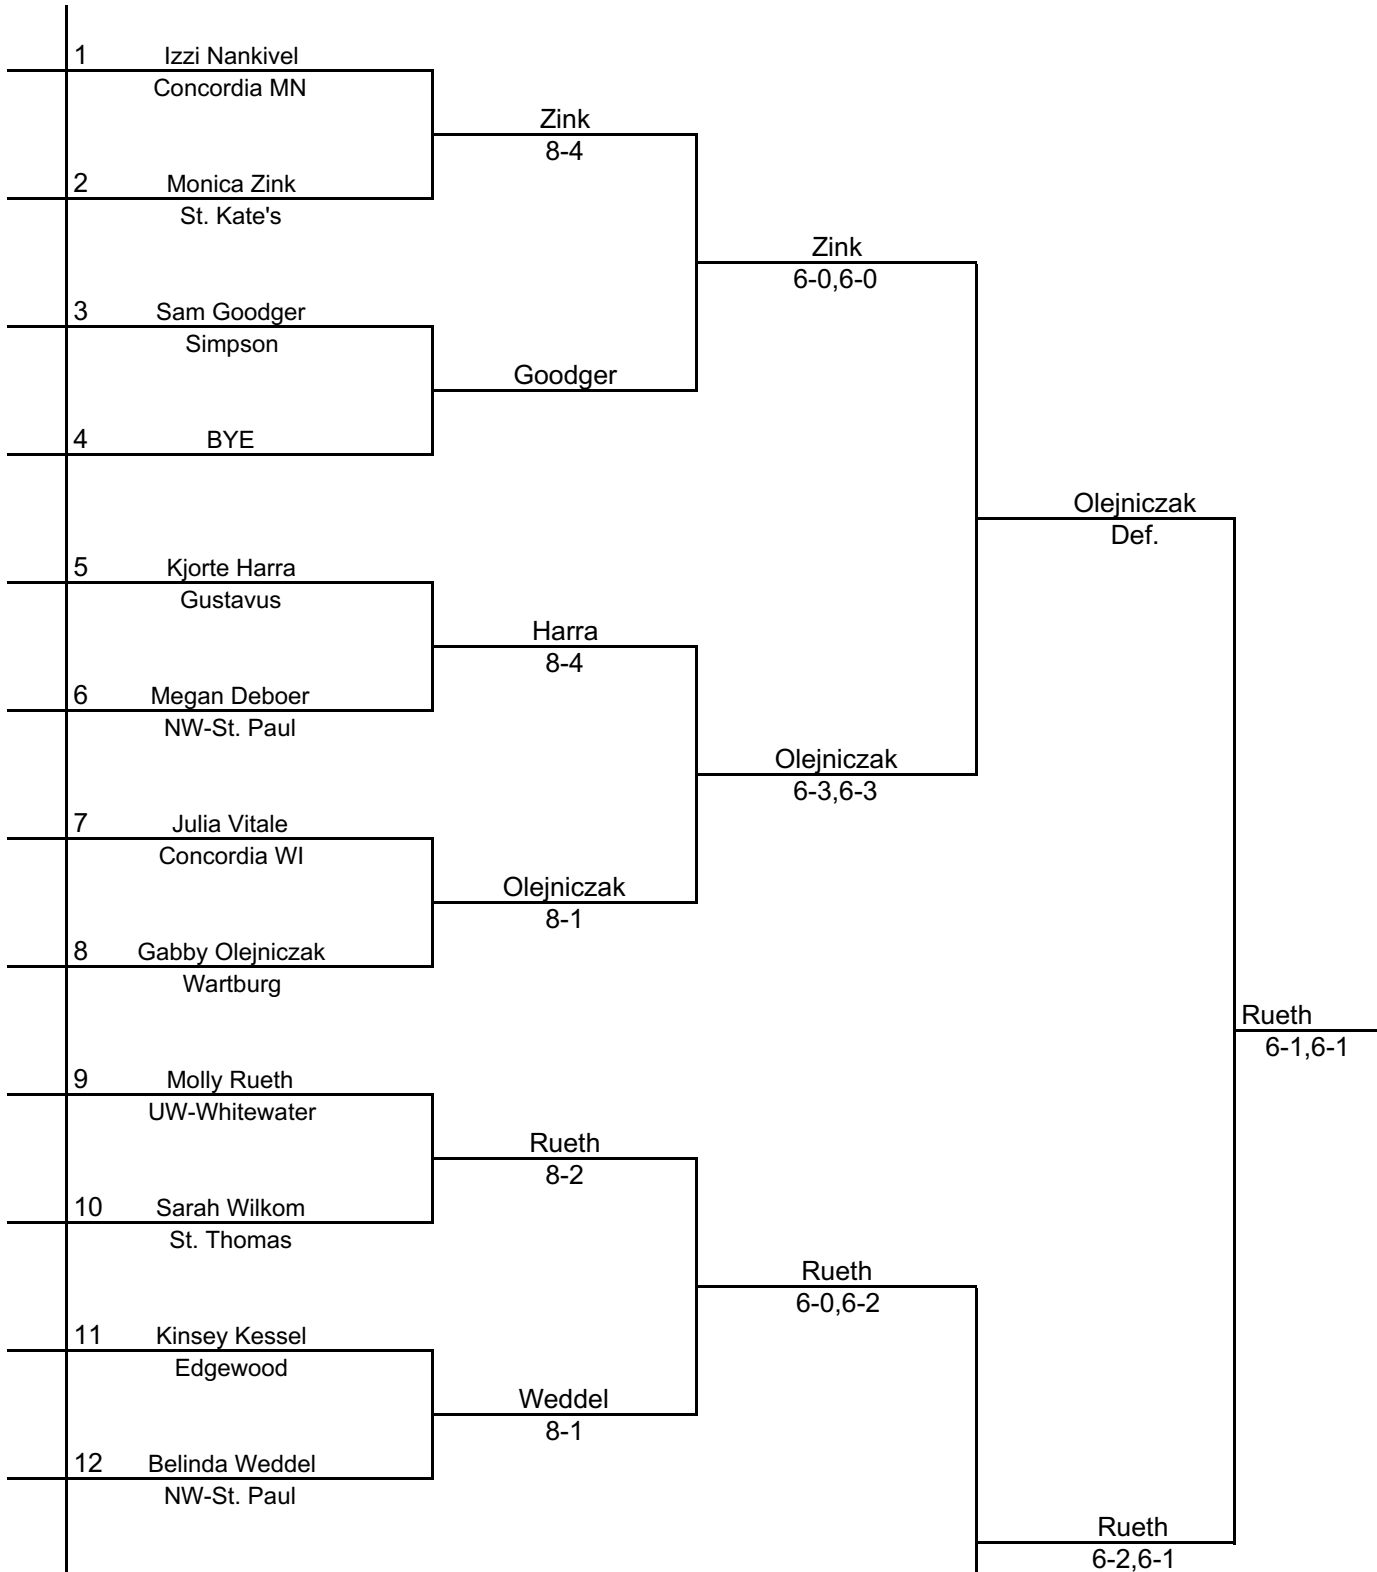 1 Izzi Nankivel
Concordia MN
Zink
8-4
2 Monica Zink
St. Kate's
Zink
6-0,6-0
3 Sam Goodger
Simpson
Goodger
4 BYE
Olejniczak
Def.
5 Kjorte Harra
Gustavus
Harra
8-4
6 Megan Deboer
NW-St. Paul
Olejniczak
6-3,6-3
7 Julia Vitale
Concordia WI
Olejniczak
8-1
8 Gabby Olejniczak
Wartburg
Rueth
6-1,6-1
9 Molly Rueth
UW-Whitewater
Rueth
8-2
10 Sarah Wilkom
St. Thomas
Rueth
6-0,6-2
11 Kinsey Kessel
Edgewood
Weddel
8-1
12 Belinda Weddel
NW-St. Paul
Rueth
6-2,6-1